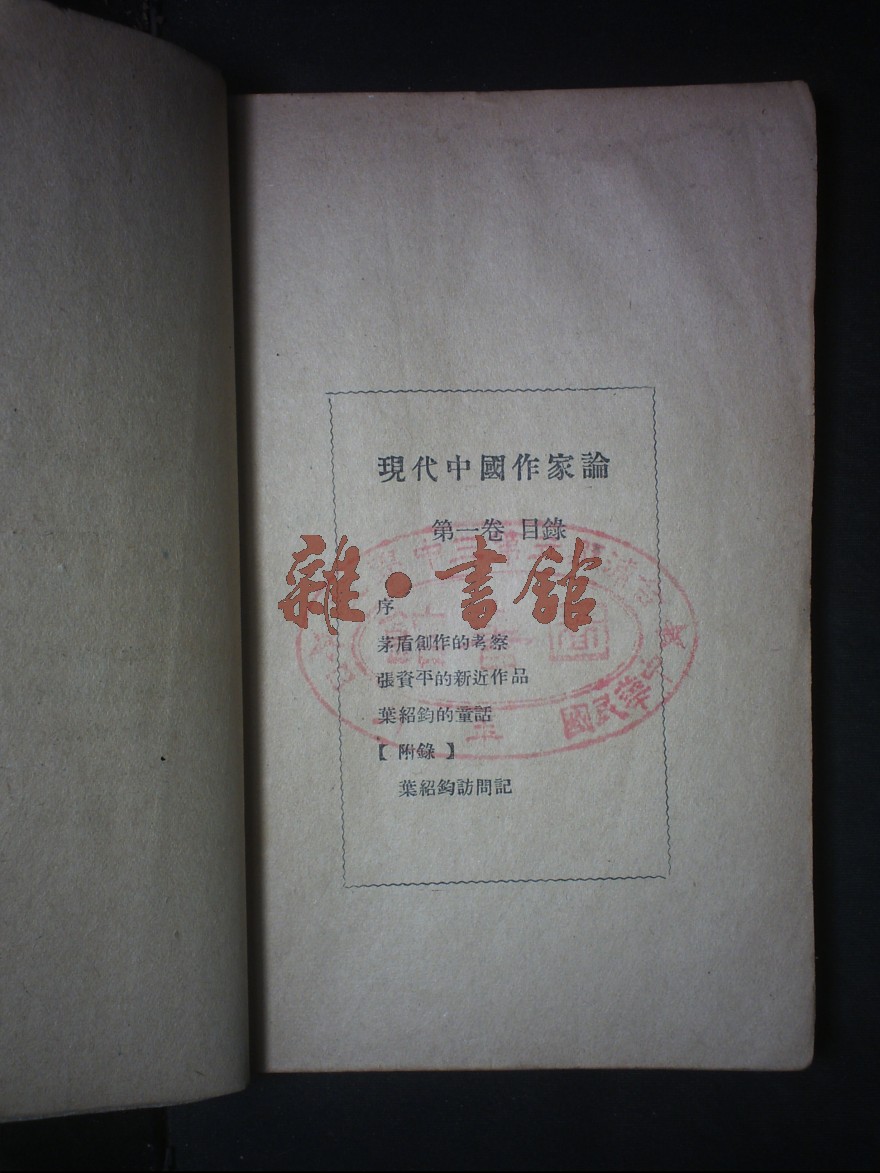 現代中國作家論
第一卷 目錄
雜·書館
序
茅盾創作的考察
張資平的新近作品
葉紹鈞的童話
【附錄】
葉紹鈞訪問記